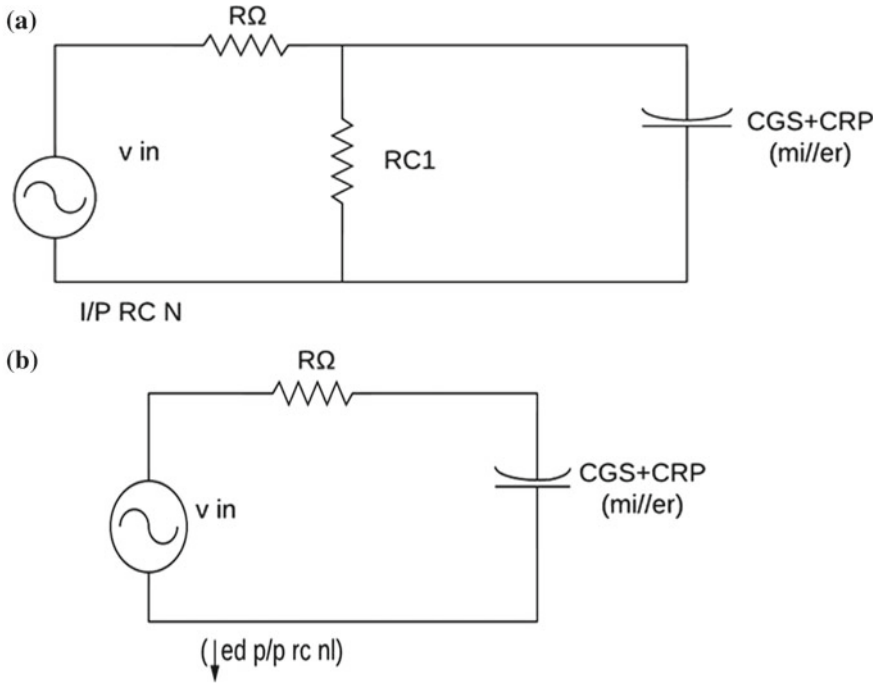 (a)
RΩ
v in
RC1
CGS+CRP
(mi//er)
I/P RC N
(b)
RΩ
v in
CGS+CRP
(mi//er)
(↓ed p/p rc nl)